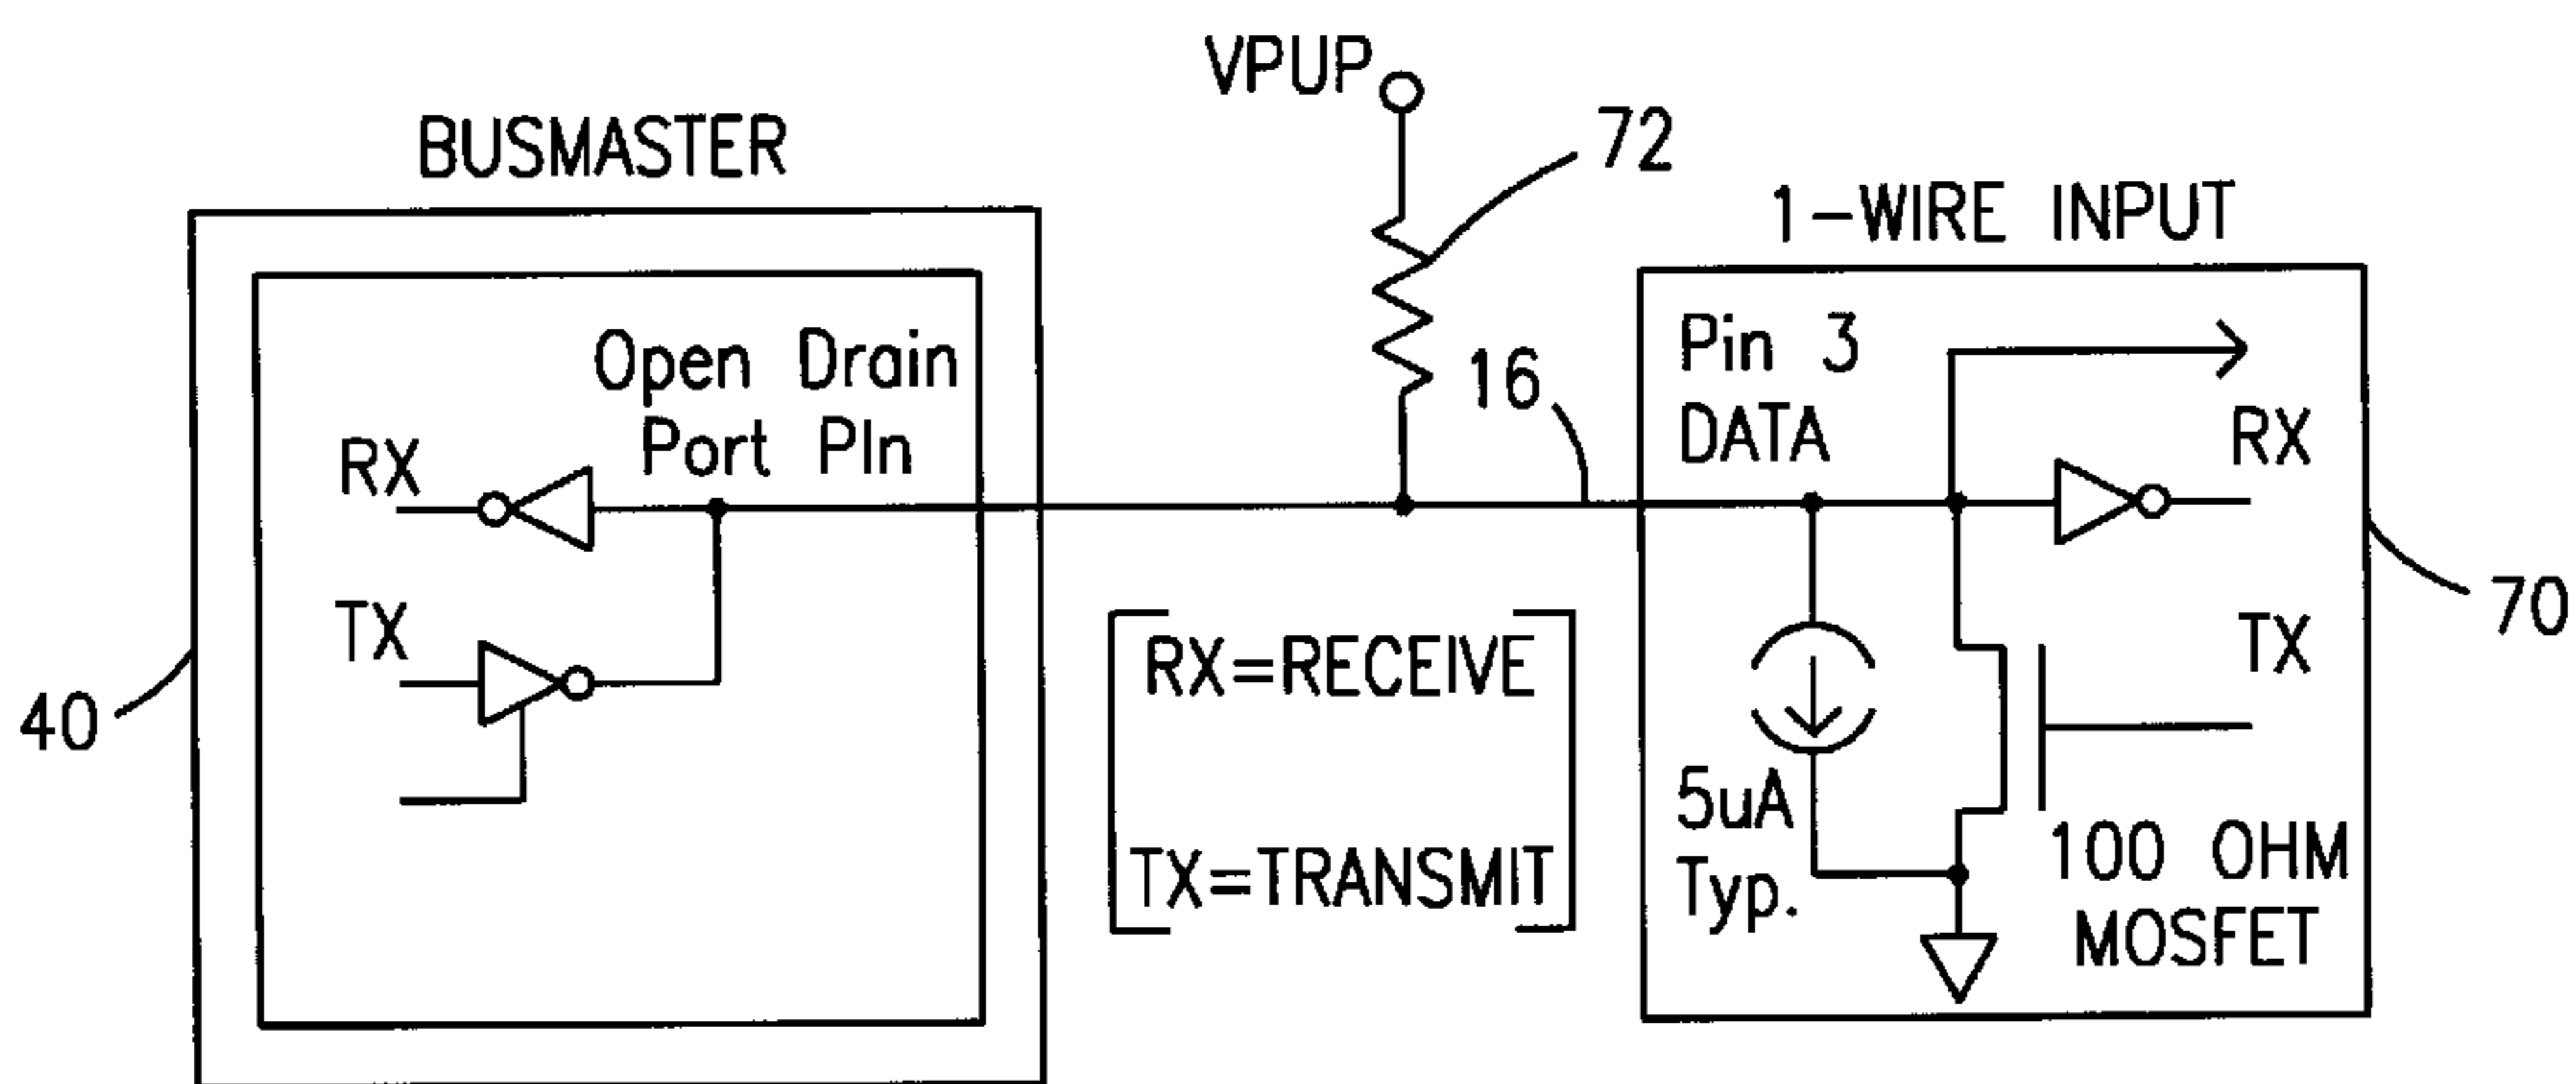 VPUP
72
BUSMASTER
1-WIRE INPUT
Open Drain
Port PIn
RX
TX
40
16
Pin 3
DATA
RX
TX
70
5uA
Typ.
100 OHM
MOSFET
RX=RECEIVE
TX=TRANSMIT